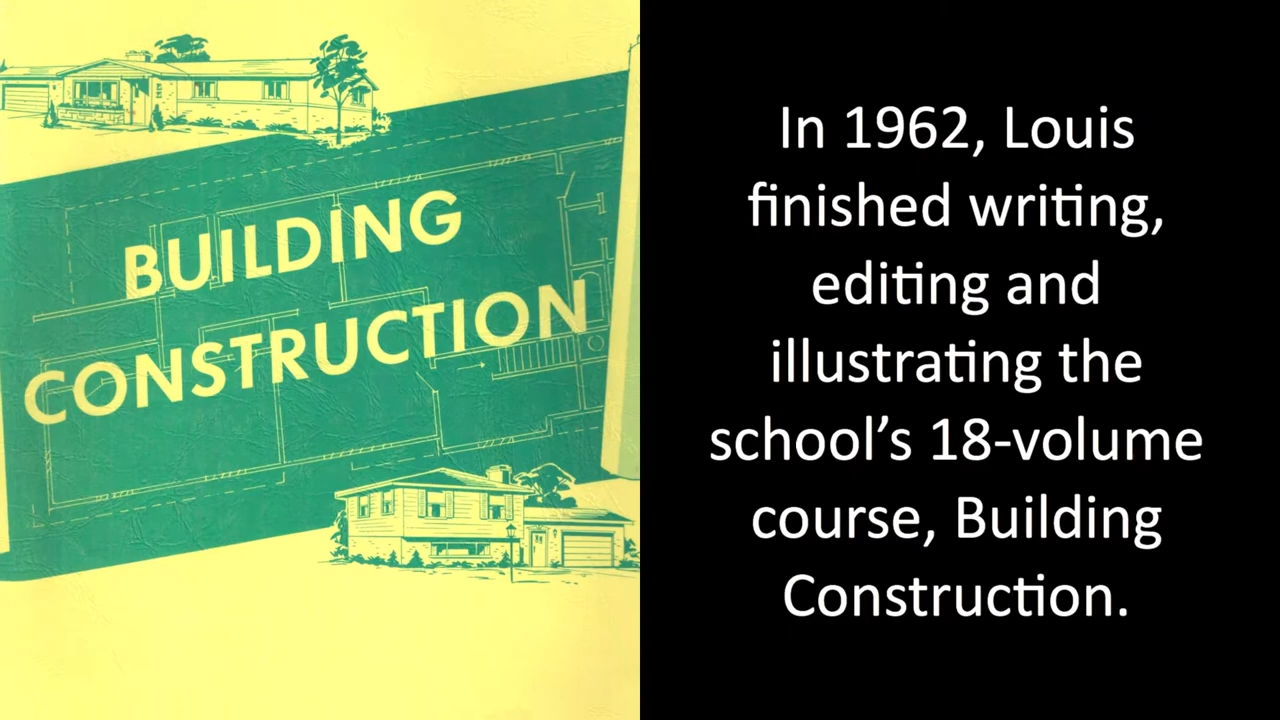 BUILDING
CONSTRUCTION
In 1962, Louis
finished writing,
editing and
illustrating the
school’s 18-volume
course, Building
Construction.